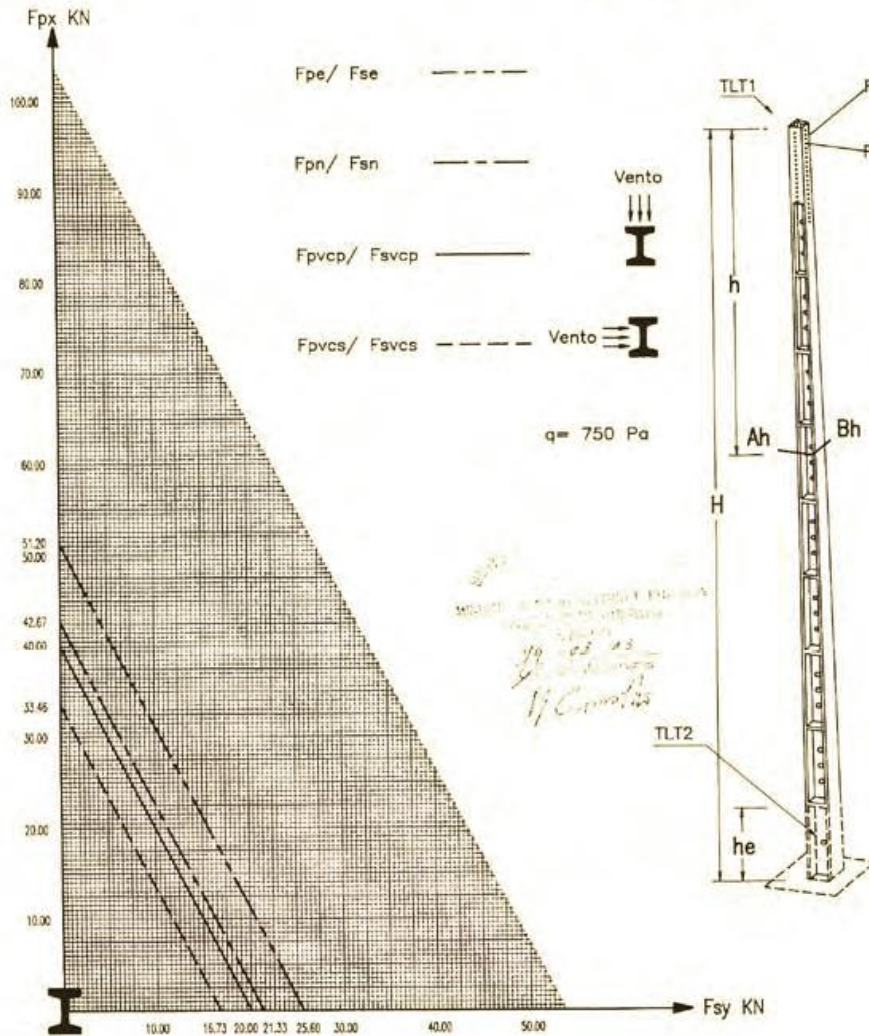 Fpx KN
100.00
90.00
80.00
70.00
60.00
51.20
50.00
42.67
40.00
33.46
30.00
20.00
10.00
Fpe/ Fse
Fpn/ Fsn
Fpvcp/ Fsvcp
Fpvcs/ Fsvcs
Vento
Vento
q= 750 Pa
TLT1
F
F
h
H
Ah
Bh
TLT2
he
10.00
16.73
20.00
21.33
25.60
30.00
40.00
50.00
Fsy KN